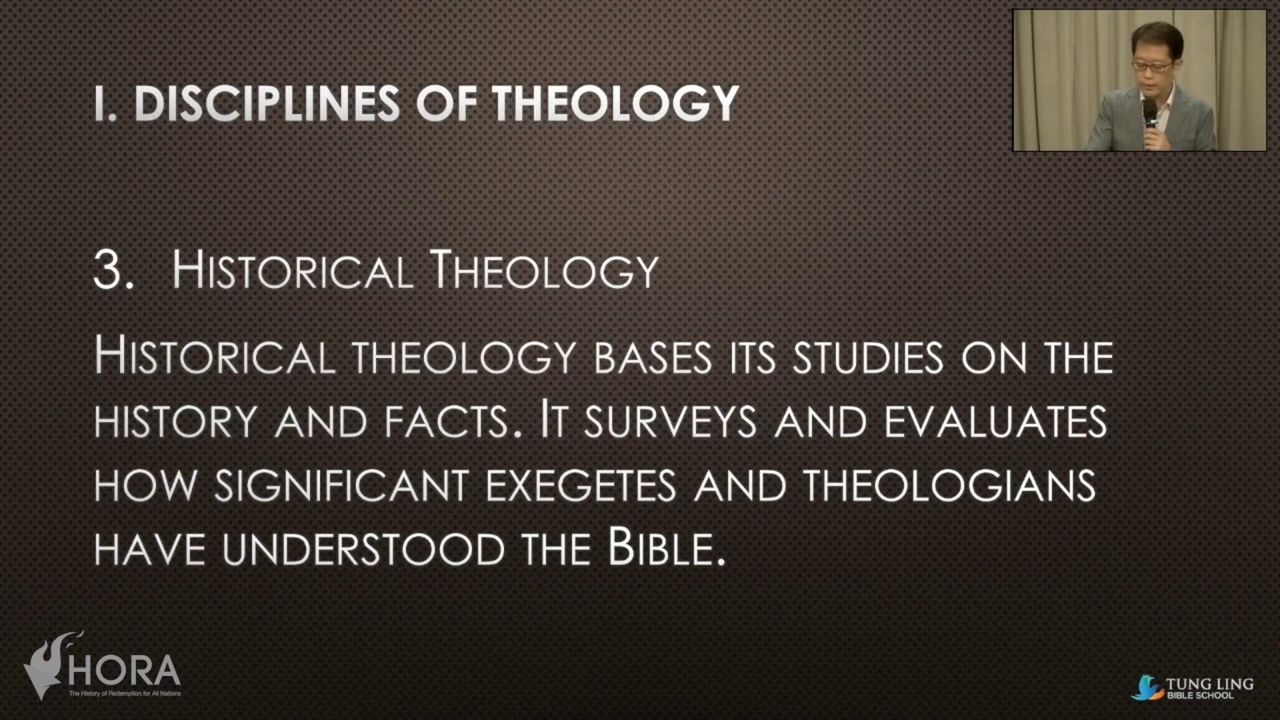 I. DISCIPLINES OF THEOLOGY
3. HISTORICAL THEOLOGY
HISTORICAL THEOLOGY BASES ITS STUDIES ON THE
HISTORY AND FACTS. IT SURVEYS AND EVALUATES
HOW SIGNIFICANT EXEGETES AND THEOLOGIANS
HAVE UNDERSTOOD THE BIBLE.
HORA
The History of Redemption for All Nations
TUNG LING
BIBLE SCHOOL